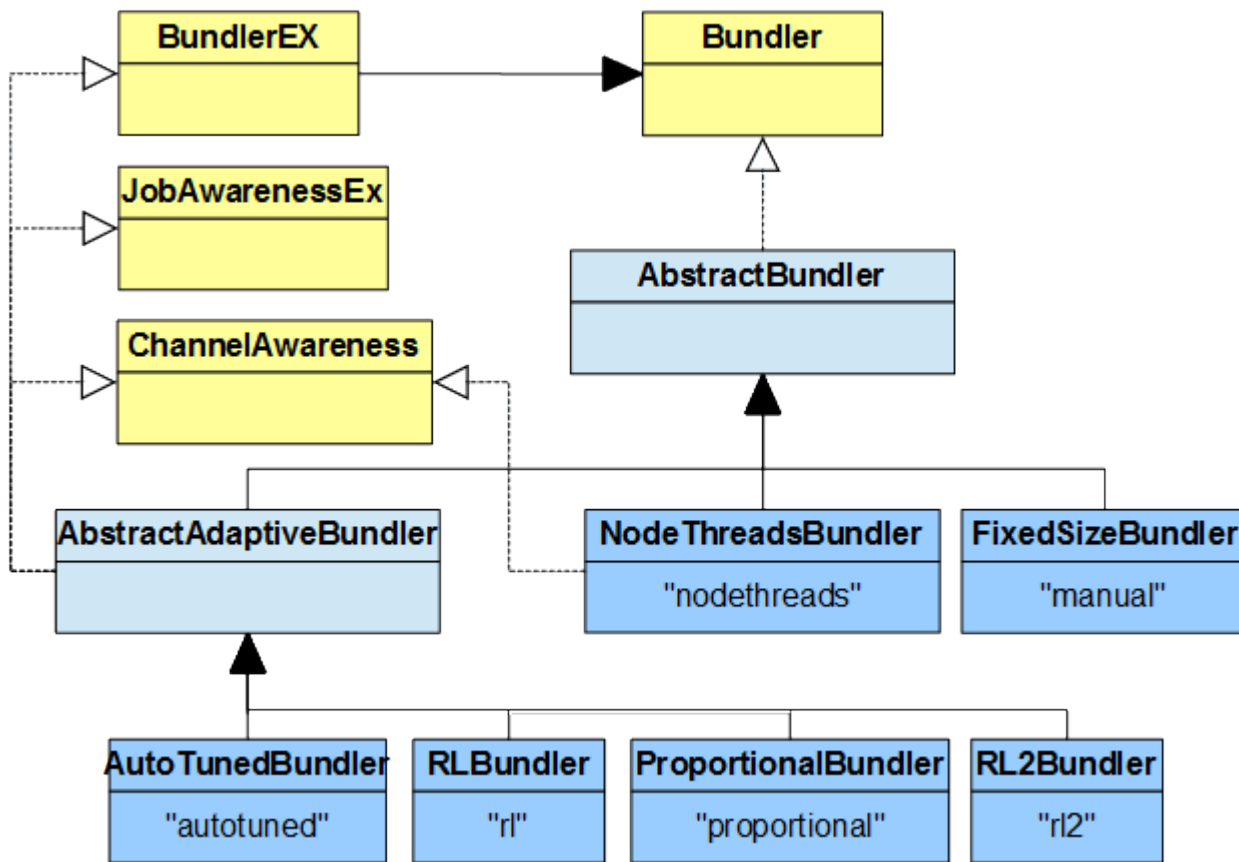 BundlerEX
Bundler
JobAwarenessEx
AbstractBundler
ChannelAwareness
AbstractAdaptiveBundler
NodeThreadsBundler
"nodethreads"
FixedSizeBundler
"manual"
AutoTunedBundler
"autotuned"
RLBundler
"rl"
ProportionalBundler
"proportional"
RL2Bundler
"rl2"